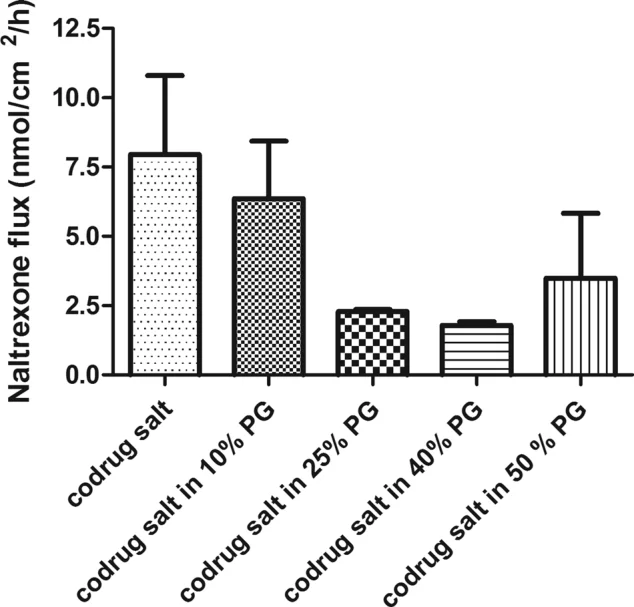 Naltrexone flux (nmol/cm ²/h)
12.5
10.0
7.5
5.0
2.5
0.0
codrug salt
codrug salt in 10% PG
codrug salt in 25% PG
codrug salt in 40% PG
codrug salt in 50 % PG